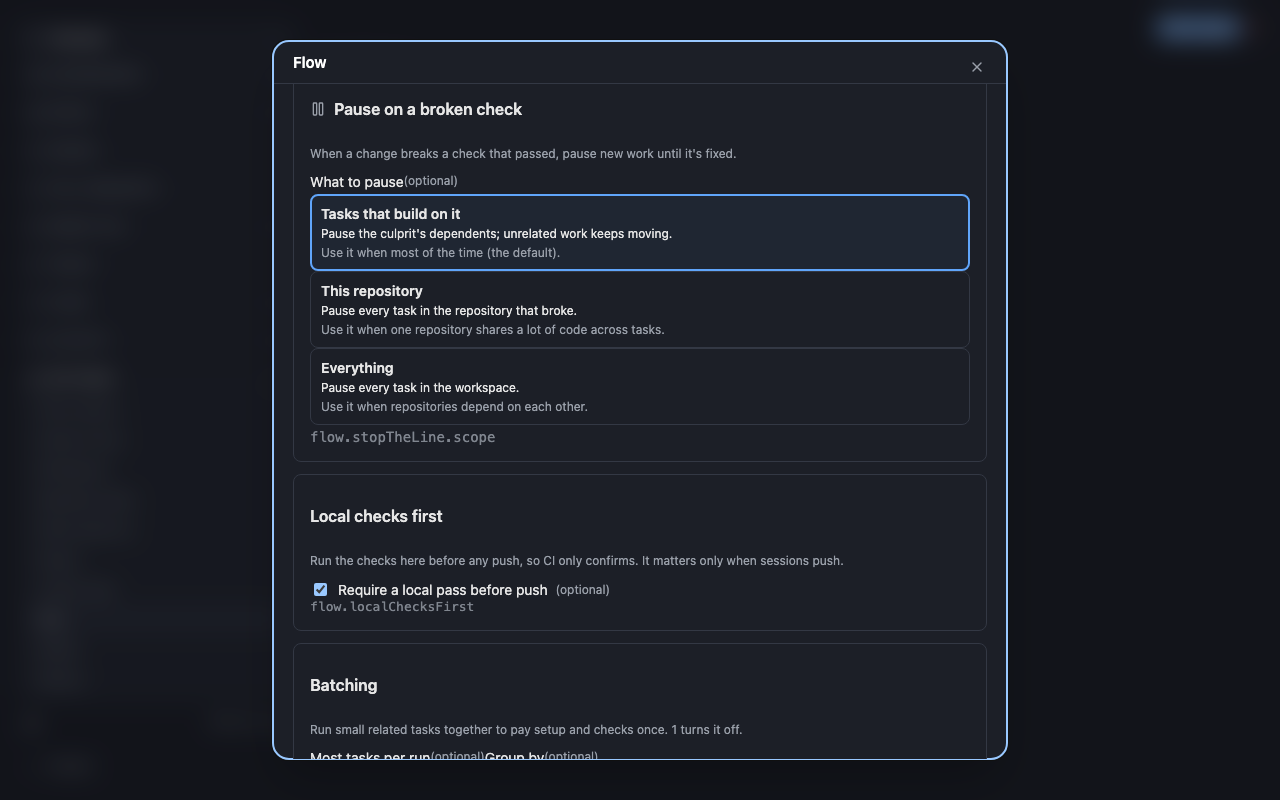 Flow
Pause on a broken check
When a change breaks a check that passed, pause new work until it's fixed.
What to pause(optional)
Tasks that build on it
Pause the culprit's dependents; unrelated work keeps moving.
Use it when most of the time (the default).
This repository
Pause every task in the repository that broke.
Use it when one repository shares a lot of code across tasks.
Everything
Pause every task in the workspace.
Use it when repositories depend on each other.
flow.stopTheLine.scope
Local checks first
Run the checks here before any push, so CI only confirms. It matters only when sessions push.
Require a local pass before push (optional)
flow.localChecksFirst
Batching
Run small related tasks together to pay setup and checks once. 1 turns it off.
Most tasks per run(optional)Group by(optional)